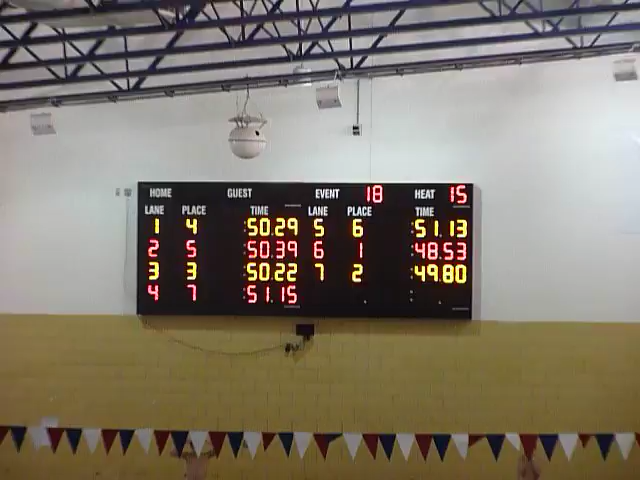 HOME GUEST EVENT 18 HEAT 15
LANE PLACE TIME LANE PLACE TIME
1 4 :50.29 5 6 :51.13
2 5 :50.39 6 1 :48.53
3 3 :50.22 7 2 :49.80
4 7 :51.15